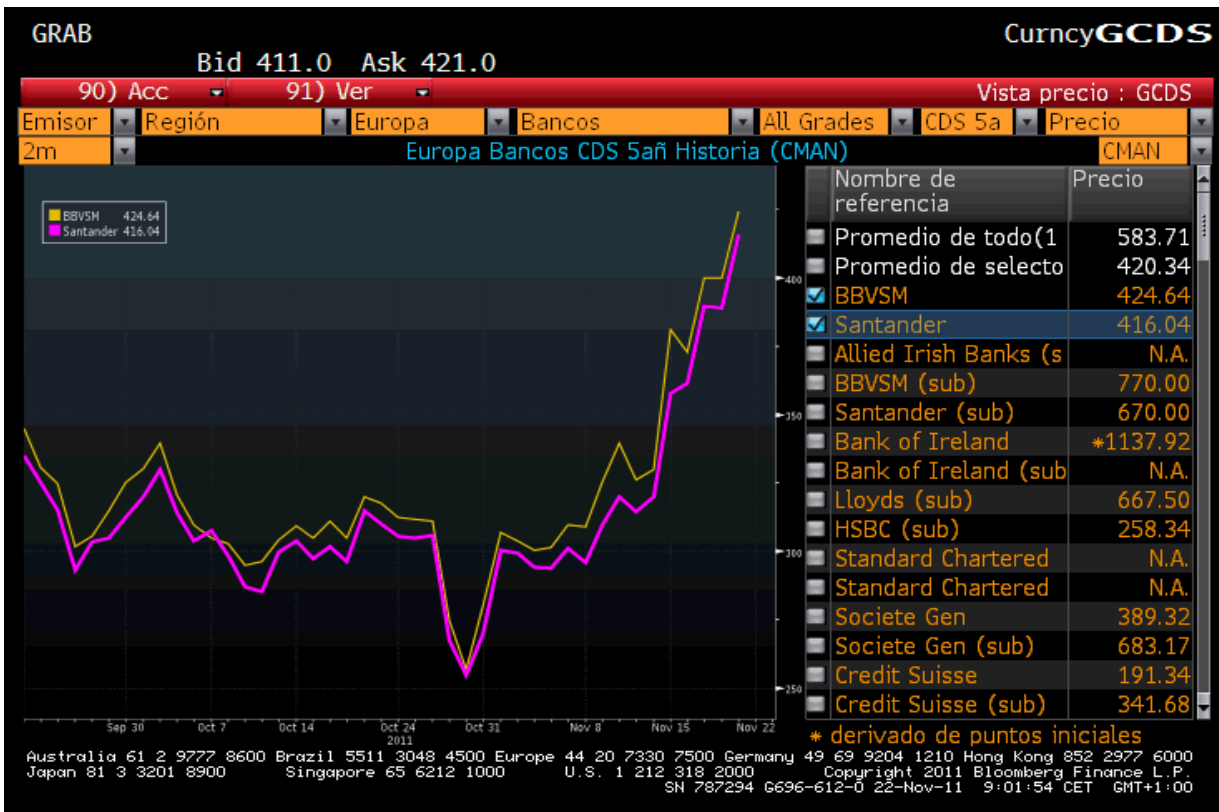 GRAB
CurncyGCDS
Bid 411.0 Ask 421.0
90) Acc 91) Ver Vista precio : GCDS
Emisor Región Europa Bancos All Grades CDS 5a Precio
2m Europa Bancos CDS 5añ Historia (CMAN) CMAN
BBVSM 424.64
Santander 416.04
400
350
300
250
Sep 30 Oct 7 Oct 14 Oct 24 Oct 31 Nov 8 Nov 15 Nov 22
2011
Nombre de referencia Precio
Promedio de todo(1 583.71
Promedio de selecto 420.34
BBVSM 424.64
Santander 416.04
Allied Irish Banks (s N.A.
BBVSM (sub) 770.00
Santander (sub) 670.00
Bank of Ireland *1137.92
Bank of Ireland (sub N.A.
Lloyds (sub) 667.50
HSBC (sub) 258.34
Standard Chartered N.A.
Standard Chartered N.A.
Societe Gen 389.32
Societe Gen (sub) 683.17
Credit Suisse 191.34
Credit Suisse (sub) 341.68
* derivado de puntos iniciales
Australia 61 2 9777 8600 Brazil 5511 3048 4500 Europe 44 20 7330 7500 Germany 49 69 9204 1210 Hong Kong 852 2977 6000
Japan 81 3 3201 8900 Singapore 65 6212 1000 U.S. 1 212 318 2000 Copyright 2011 Bloomberg Finance L.P.
SN 787294 G696-612-0 22-Nov-11 9:01:54 CET GMT+1:00